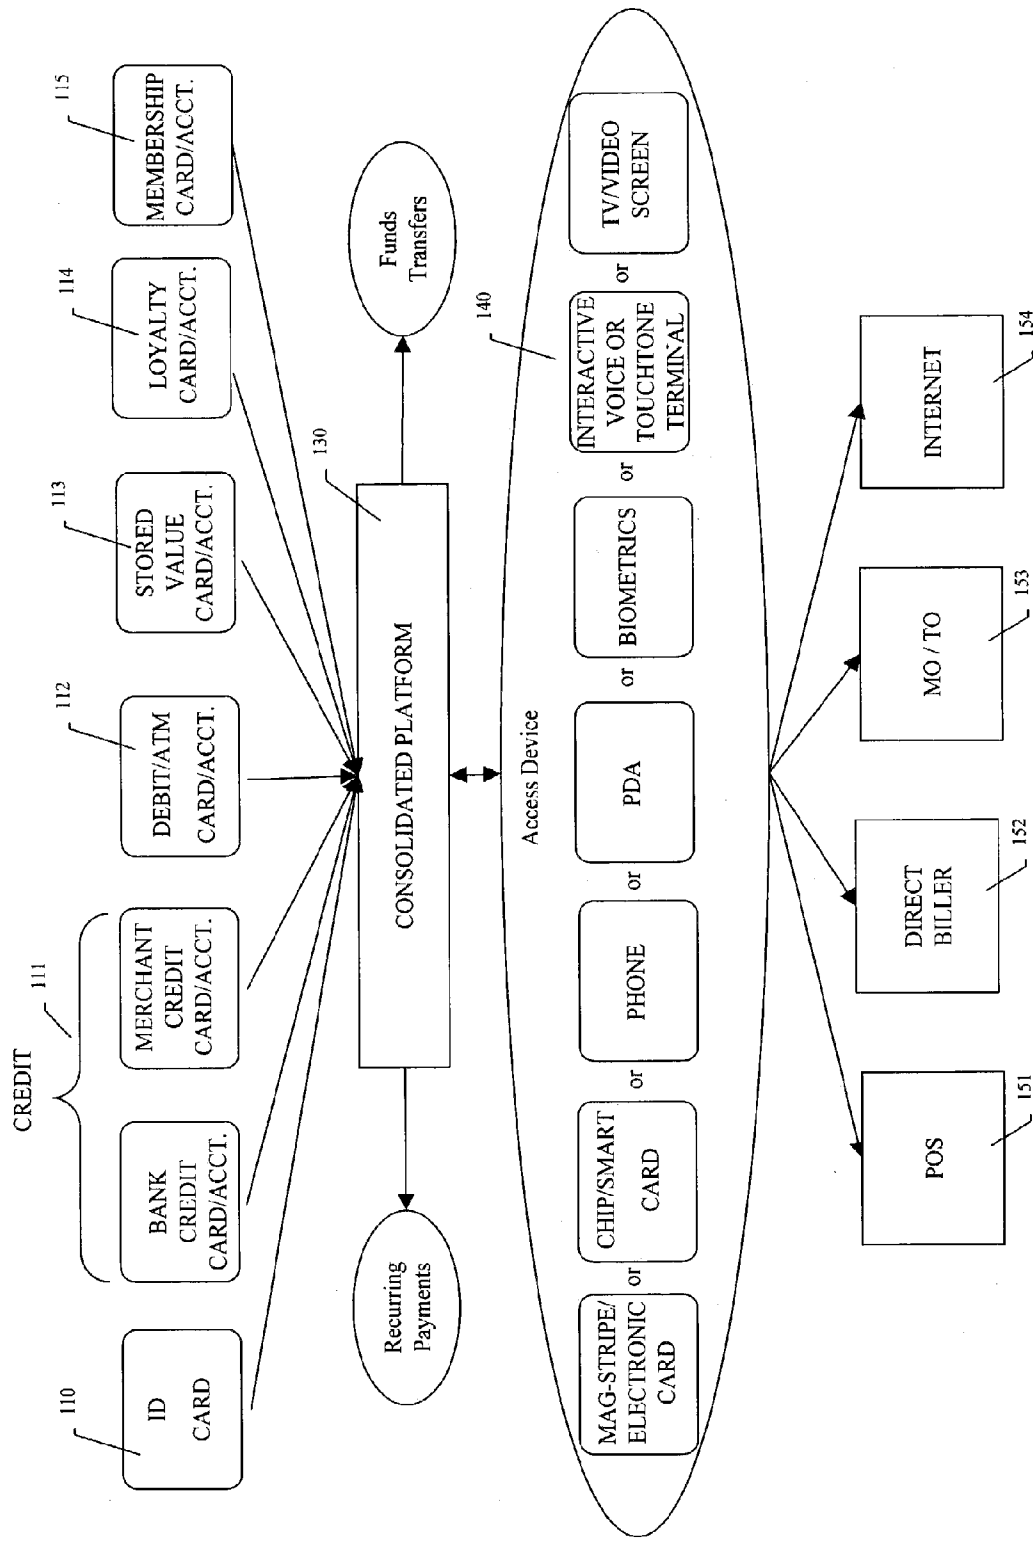 CREDIT
111
110
112
113
114
115
ID
CARD
BANK
CREDIT
CARD/ACCT.
MERCHANT
CREDIT
CARD/ACCT.
DEBIT/ATM
CARD/ACCT.
STORED
VALUE
CARD/ACCT.
LOYALTY
CARD/ACCT.
MEMBERSHIP
CARD/ACCT.
130
Recurring
Payments
CONSOLIDATED PLATFORM
Funds
Transfers
Access Device
140
MAG-STRIPE/
ELECTRONIC
CARD
or
CHIP/SMART
CARD
or
PHONE
or
PDA
or
BIOMETRICS
or
INTERACTIVE
VOICE OR
TOUCHTONE
TERMINAL
or
TV/VIDEO
SCREEN
POS
151
DIRECT
BILLER
152
MO / TO
153
INTERNET
154